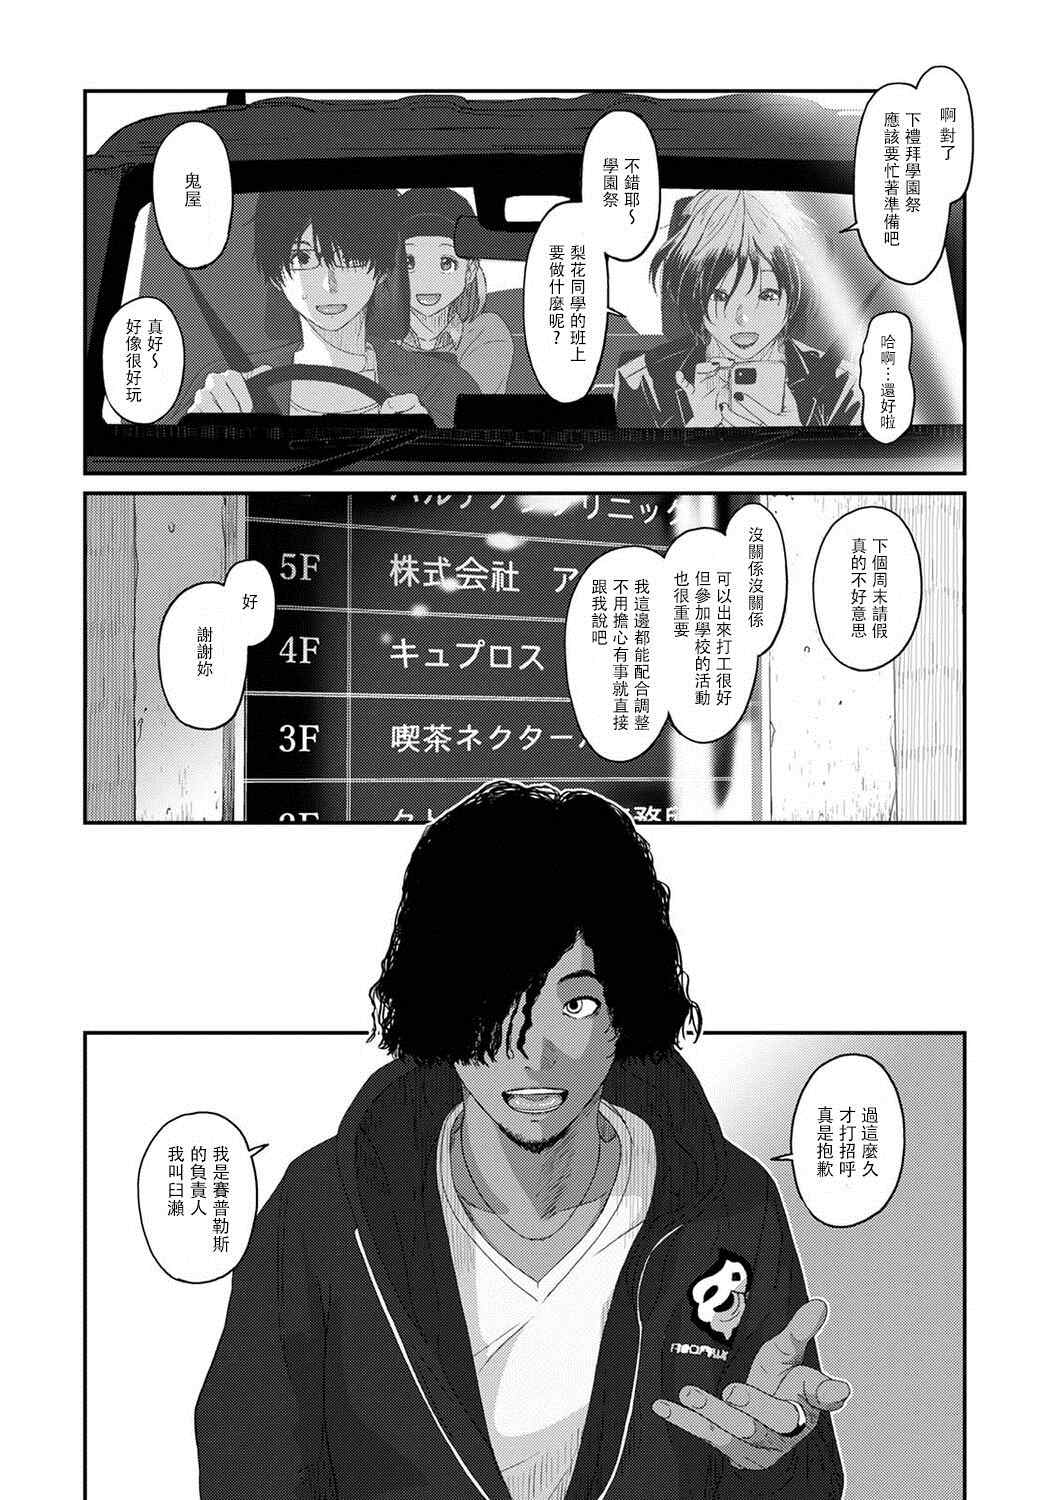 啊對了
下禮拜學園祭
應該要忙著準備吧
哈啊…還好啦
不錯耶～
學園祭
梨花同學的班上
要做什麼呢?
鬼屋
真好～
好像很好玩
下個周末請假
真的不好意思
沒關係沒關係
可以出來打工很好
但參加學校的活動
也很重要
我這邊都能配合調整
不用擔心有事就直接
跟我說吧
好
謝謝妳
5F 株式会社 ア
4F キュプロス
3F 喫茶ネクター
過這麼久
才打招呼
真是抱歉
我是賽普勒斯
的負責人
我叫臼瀨